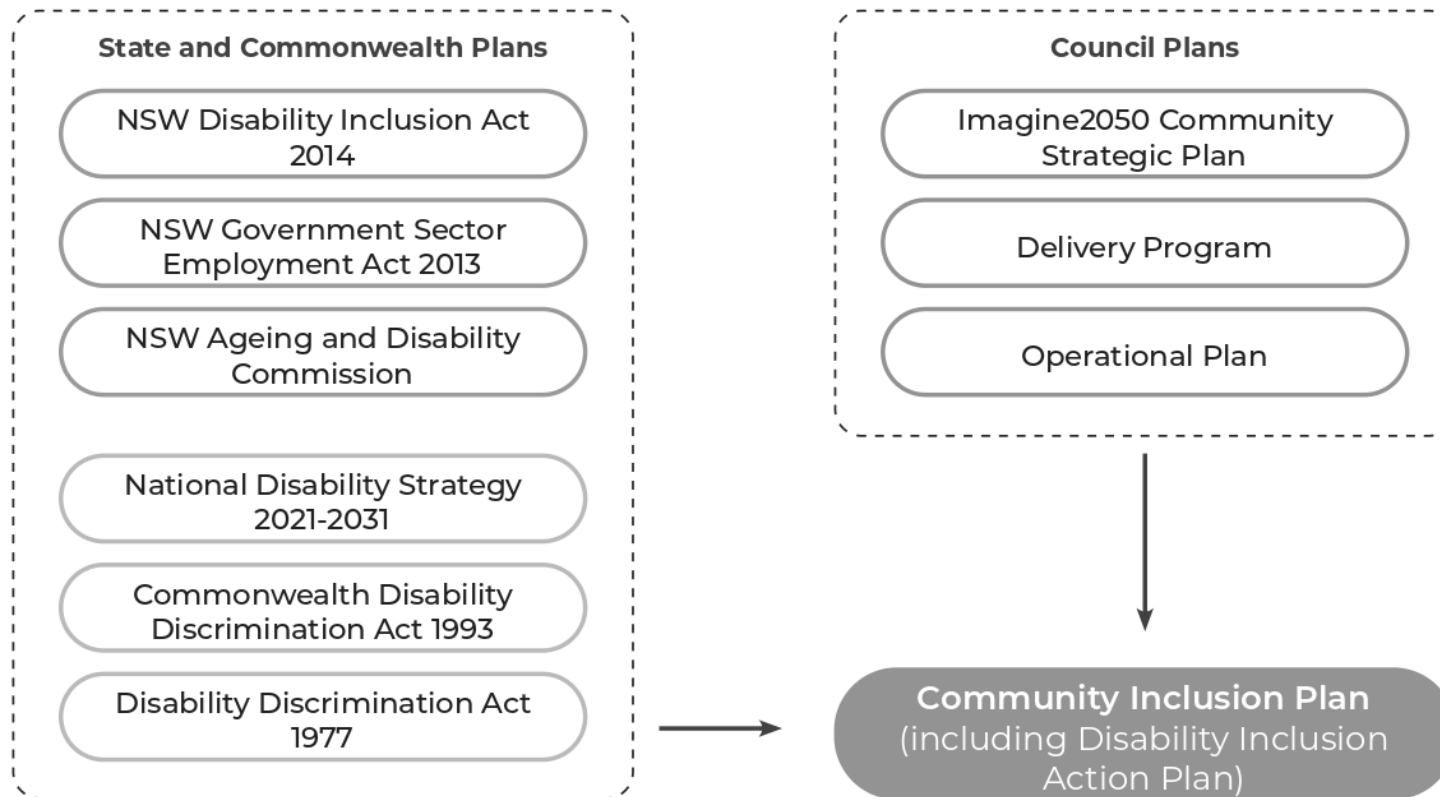 State and Commonwealth Plans
NSW Disability Inclusion Act
2014
NSW Government Sector
Employment Act 2013
NSW Ageing and Disability
Commission
National Disability Strategy
2021-2031
Commonwealth Disability
Discrimination Act 1993
Disability Discrimination Act
1977
Council Plans
Imagine2050 Community
Strategic Plan
Delivery Program
Operational Plan
Community Inclusion Plan
(including Disability Inclusion
Action Plan)